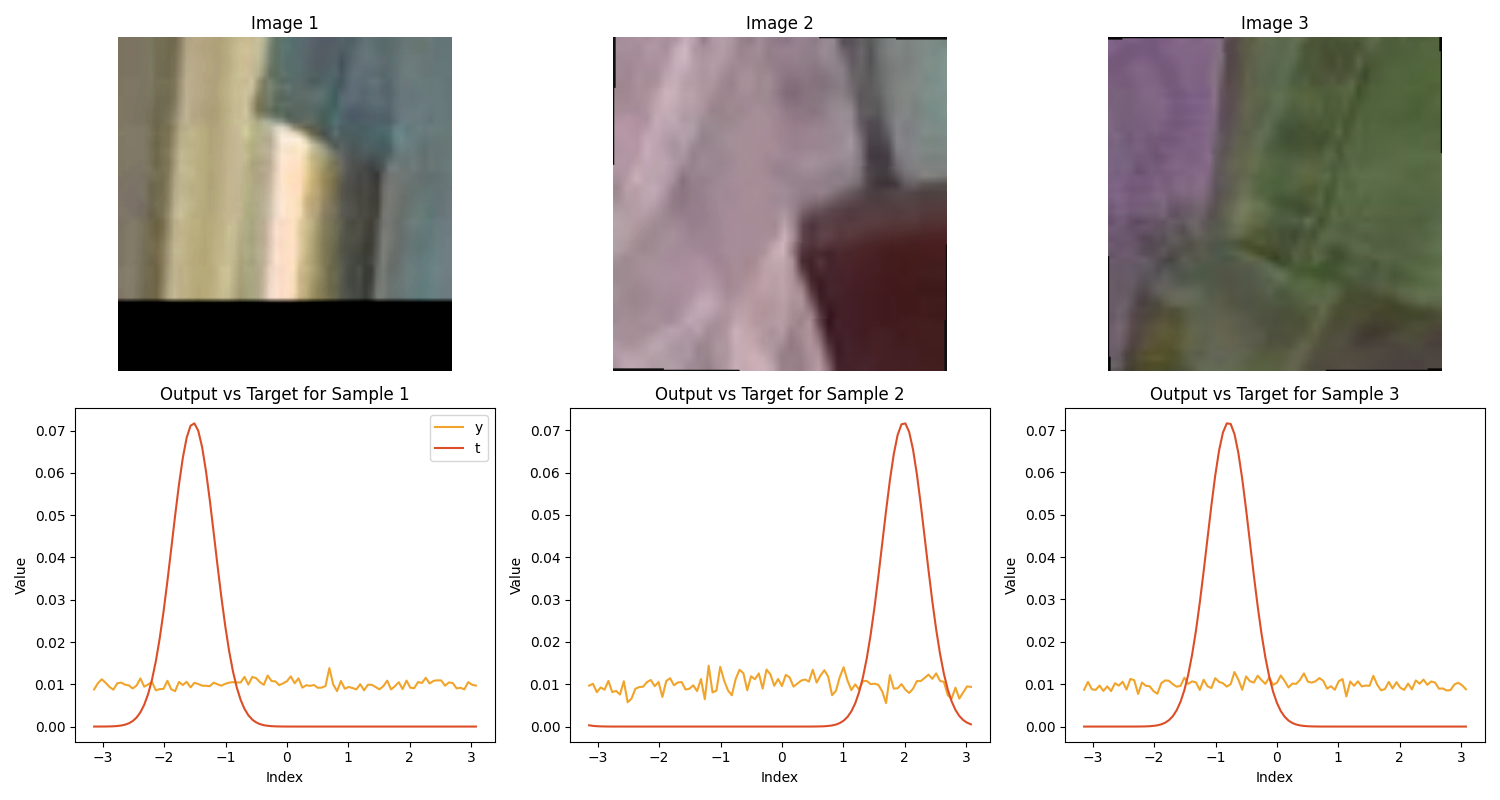 Image 1
Image 2
Image 3
Output vs Target for Sample 1
Output vs Target for Sample 2
Output vs Target for Sample 3
y
t
Value
0.07
0.06
0.05
0.04
0.03
0.02
0.01
0.00
−3 −2 −1 0 1 2 3
Index
Value
0.07
0.06
0.05
0.04
0.03
0.02
0.01
0.00
−3 −2 −1 0 1 2 3
Index
Value
0.07
0.06
0.05
0.04
0.03
0.02
0.01
0.00
−3 −2 −1 0 1 2 3
Index